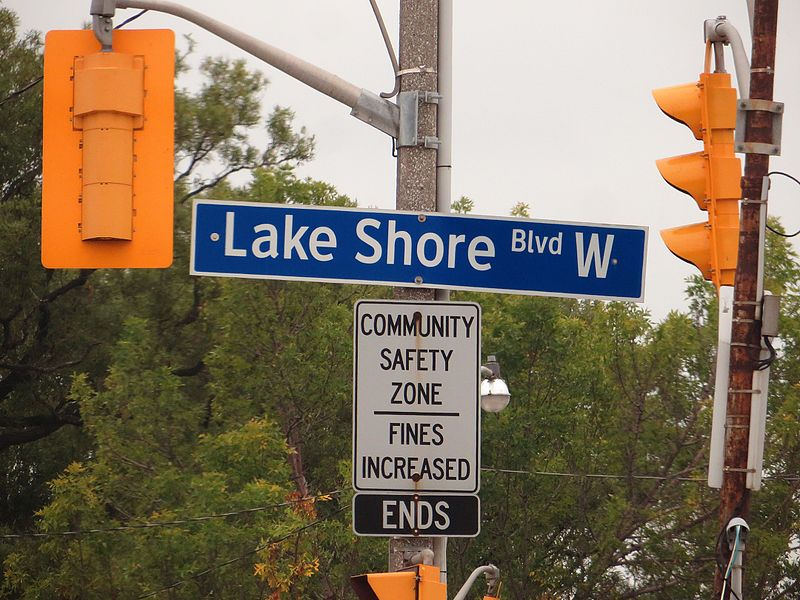 Lake Shore Blvd W
COMMUNITY
SAFETY
ZONE
FINES
INCREASED
ENDS